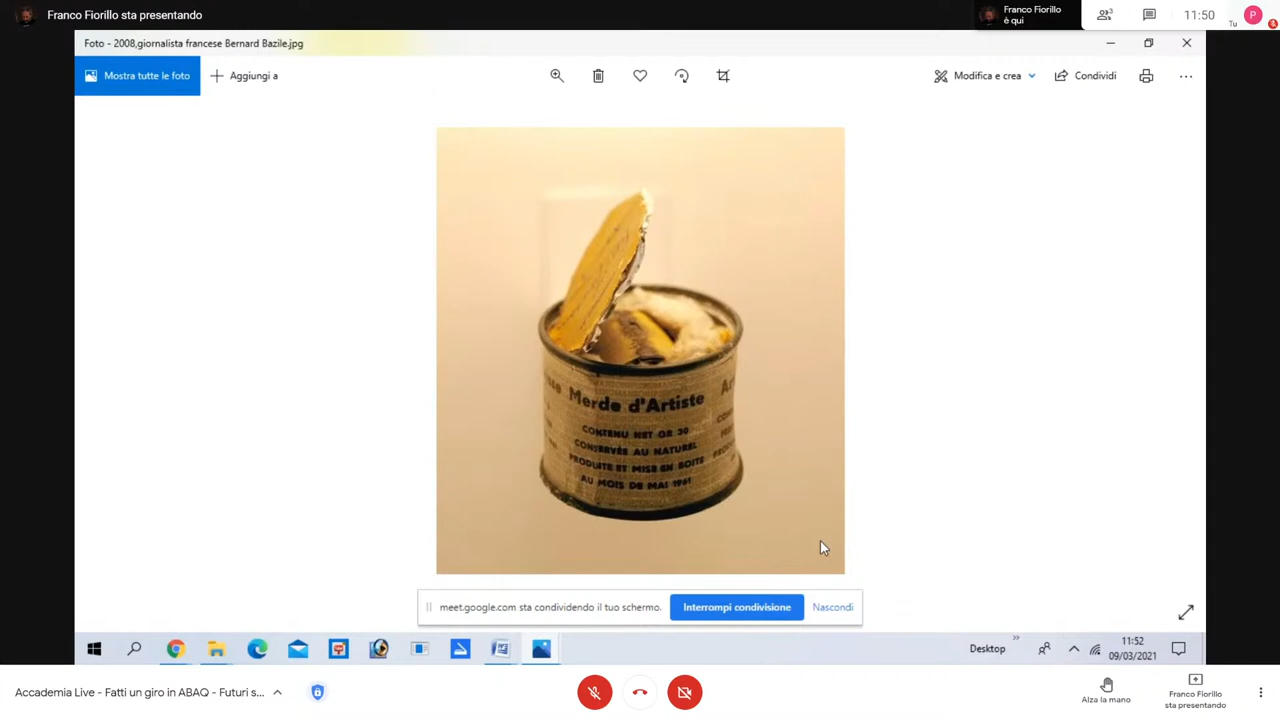 Franco Fiorillo sta presentando
Franco Fiorillo
è qui
3
11:50
P
Tu
Foto - 2008,giornalista francese Bernard Bazile.jpg
Mostra tutte le foto
Aggiungi a
Modifica e crea
Condividi
Merde d'Artiste
CONTENU NET GR 30
CONSERVÉE AU NATUREL
PRODUITE ET MISE EN BOITE
AU MOIS DE MAI 1961
meet.google.com sta condividendo il tuo schermo.
Interrompi condivisione
Nascondi
Desktop
11:52
09/03/2021
Accademia Live - Fatti un giro in ABAQ - Futuri s...
Alza la mano
Franco Fiorillo
sta presentando